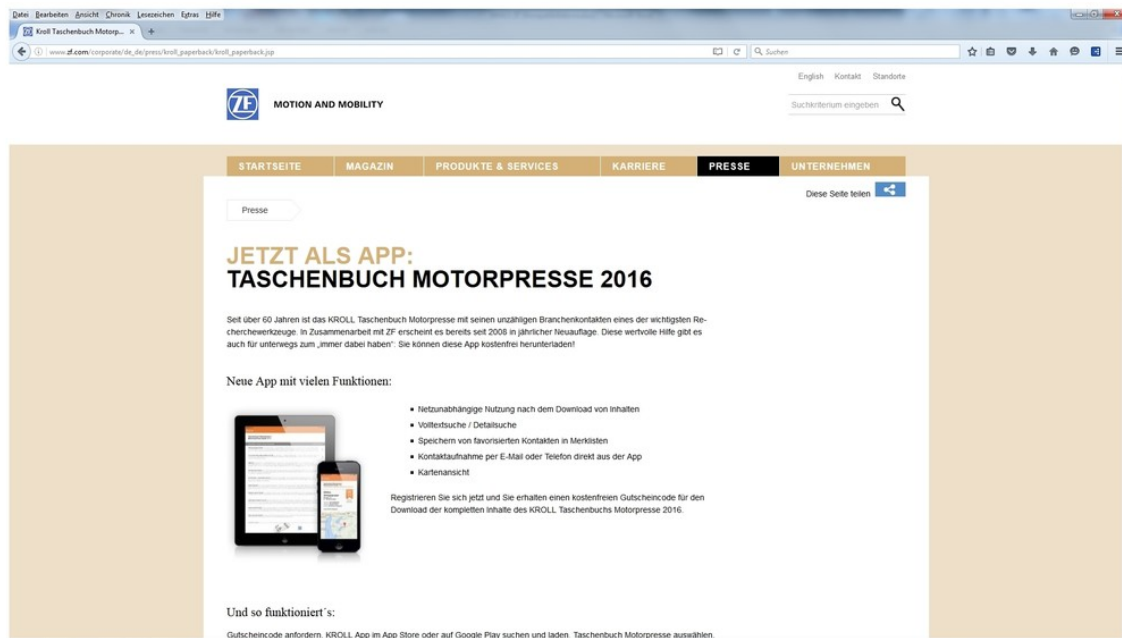 Datei Bearbeiten Ansicht Chronik Lesezeichen Extras Hilfe
Kroll Taschenbuch Motorp... × +
www.zf.com/corporate/de_de/press/kroll_paperback/kroll_paperback.jsp Suchen
English Kontakt Standorte
ZF MOTION AND MOBILITY
Suchkriterium eingeben
STARTSEITE MAGAZIN PRODUKTE & SERVICES KARRIERE PRESSE UNTERNEHMEN
Diese Seite teilen
Presse
JETZT ALS APP:
TASCHENBUCH MOTORPRESSE 2016
Seit über 60 Jahren ist das KROLL Taschenbuch Motorpresse mit seinen unzähligen Branchenkontakten eines der wichtigsten Re-
cherchewerkzeuge. In Zusammenarbeit mit ZF erscheint es bereits seit 2008 in jährlicher Neuauflage. Diese wertvolle Hilfe gibt es
auch für unterwegs zum „immer dabei haben“: Sie können diese App kostenfrei herunterladen!
Neue App mit vielen Funktionen:
▪ Netzunabhängige Nutzung nach dem Download von Inhalten
▪ Volltextsuche / Detailsuche
▪ Speichern von favorisierten Kontakten in Merklisten
▪ Kontaktaufnahme per E-Mail oder Telefon direkt aus der App
▪ Kartenansicht
Registrieren Sie sich jetzt und Sie erhalten einen kostenfreien Gutscheincode für den
Download der kompletten Inhalte des KROLL Taschenbuchs Motorpresse 2016.
Und so funktioniert´s:
Gutscheincode anfordern, KROLL App im App Store oder auf Google Play suchen und laden, Taschenbuch Motorpresse auswählen,